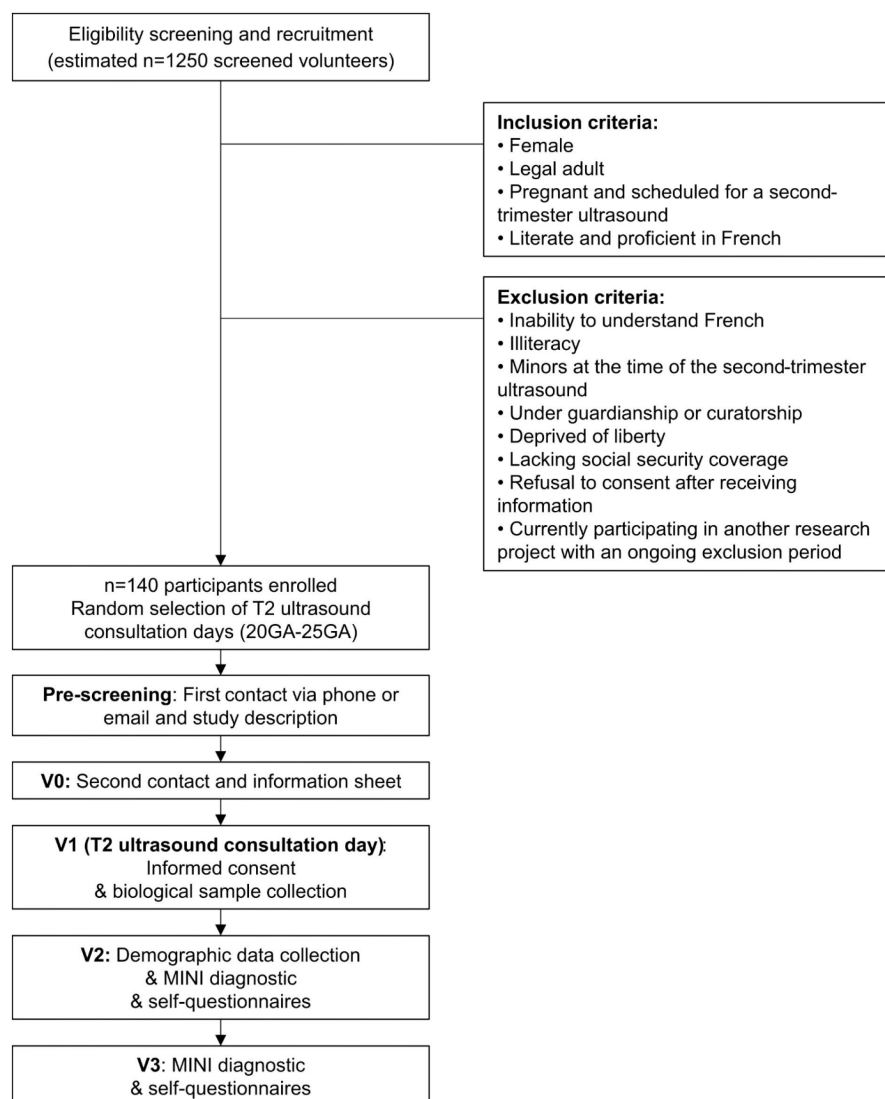 Eligibility screening and recruitment
(estimated n=1250 screened volunteers)
Inclusion criteria:
• Female
• Legal adult
• Pregnant and scheduled for a second-
trimester ultrasound
• Literate and proficient in French
Exclusion criteria:
• Inability to understand French
• Illiteracy
• Minors at the time of the second-trimester
ultrasound
• Under guardianship or curatorship
• Deprived of liberty
• Lacking social security coverage
• Refusal to consent after receiving
information
• Currently participating in another research
project with an ongoing exclusion period
n=140 participants enrolled
Random selection of T2 ultrasound
consultation days (20GA-25GA)
Pre-screening: First contact via phone or
email and study description
V0: Second contact and information sheet
V1 (T2 ultrasound consultation day):
Informed consent
& biological sample collection
V2: Demographic data collection
& MINI diagnostic
& self-questionnaires
V3: MINI diagnostic
& self-questionnaires